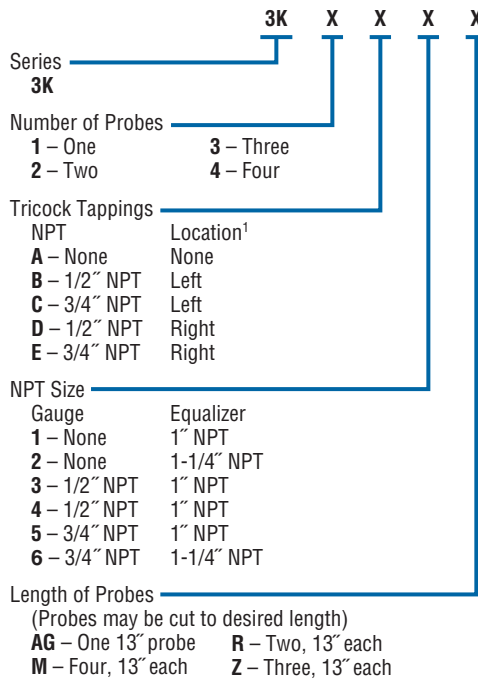 3K X X X X
Series
3K
Number of Probes
1 – One 3 – Three
2 – Two 4 – Four
Tricock Tappings
NPT Location¹
A – None None
B – 1/2˝ NPT Left
C – 3/4˝ NPT Left
D – 1/2˝ NPT Right
E – 3/4˝ NPT Right
NPT Size
Gauge Equalizer
1 – None 1˝ NPT
2 – None 1-1/4˝ NPT
3 – 1/2˝ NPT 1˝ NPT
4 – 1/2˝ NPT 1˝ NPT
5 – 3/4˝ NPT 1˝ NPT
6 – 3/4˝ NPT 1-1/4˝ NPT
Length of Probes
(Probes may be cut to desired length)
AG – One 13˝ probe R – Two, 13˝ each
M – Four, 13˝ each Z – Three, 13˝ each